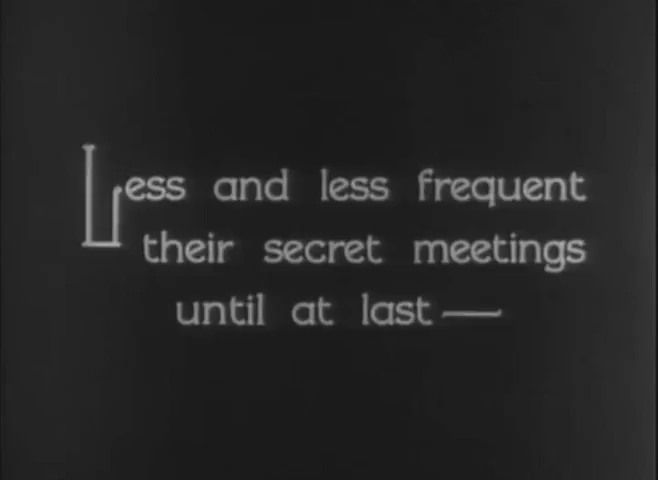 Less and less frequent
their secret meetings
until at last —